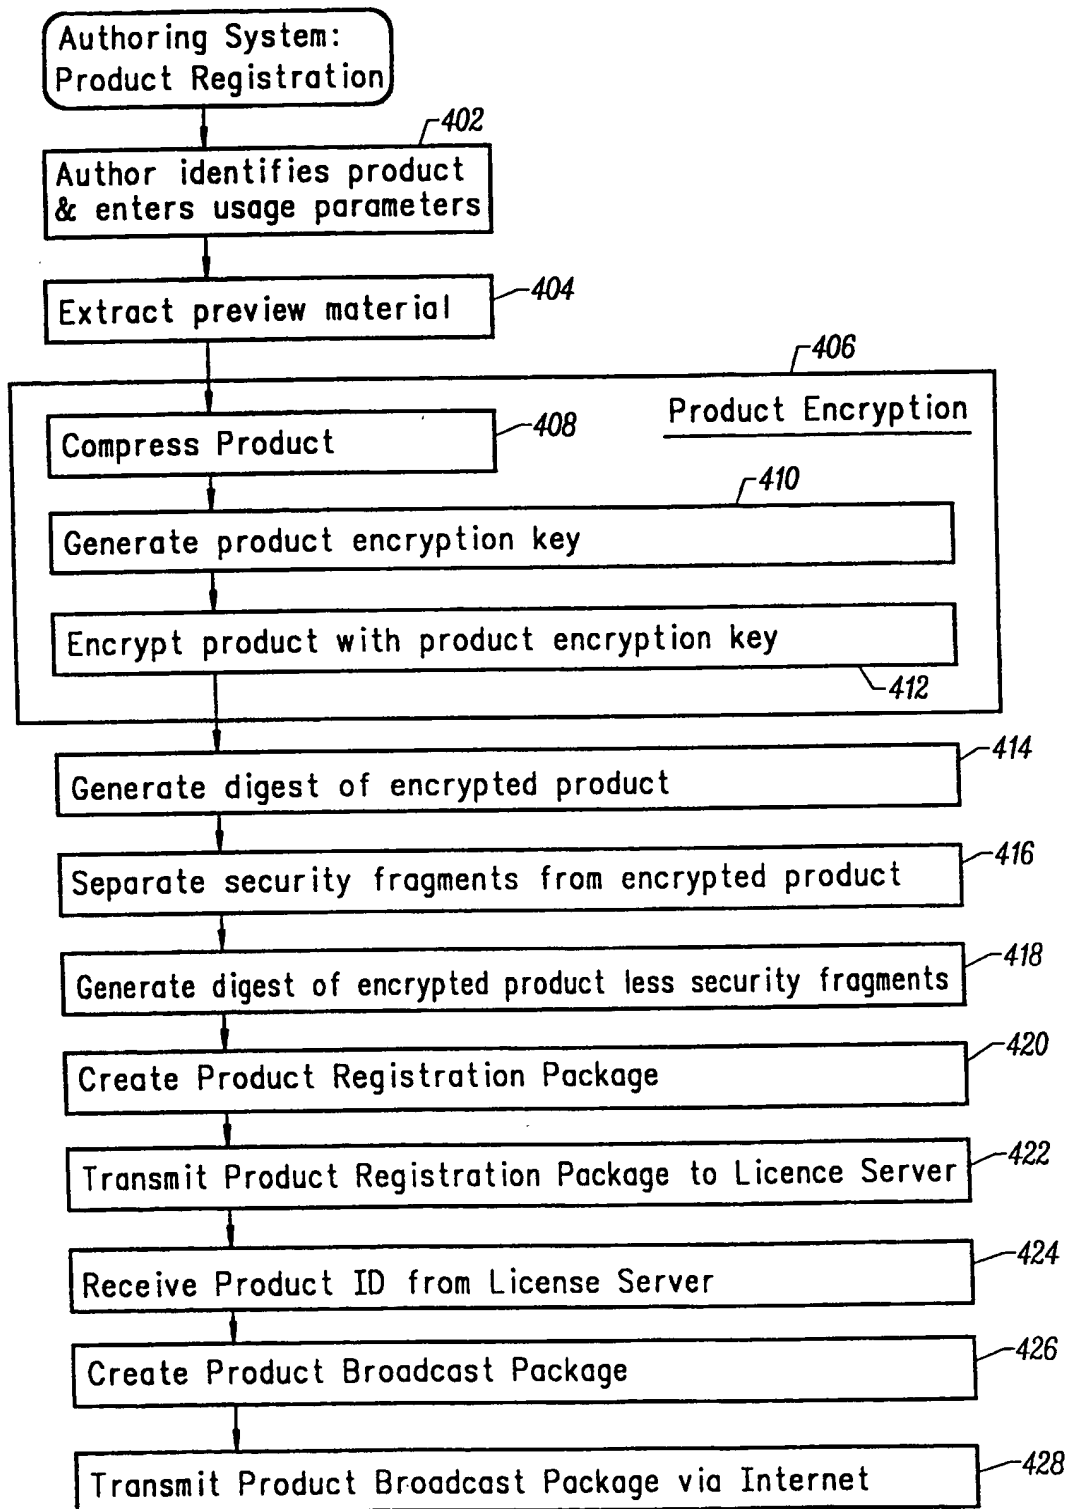 Authoring System:
Product Registration
402
Author identifies product
& enters usage parameters
404
Extract preview material
406
Product Encryption
408
Compress Product
410
Generate product encryption key
Encrypt product with product encryption key
412
414
Generate digest of encrypted product
416
Separate security fragments from encrypted product
418
Generate digest of encrypted product less security fragments
420
Create Product Registration Package
422
Transmit Product Registration Package to Licence Server
424
Receive Product ID from License Server
426
Create Product Broadcast Package
428
Transmit Product Broadcast Package via Internet